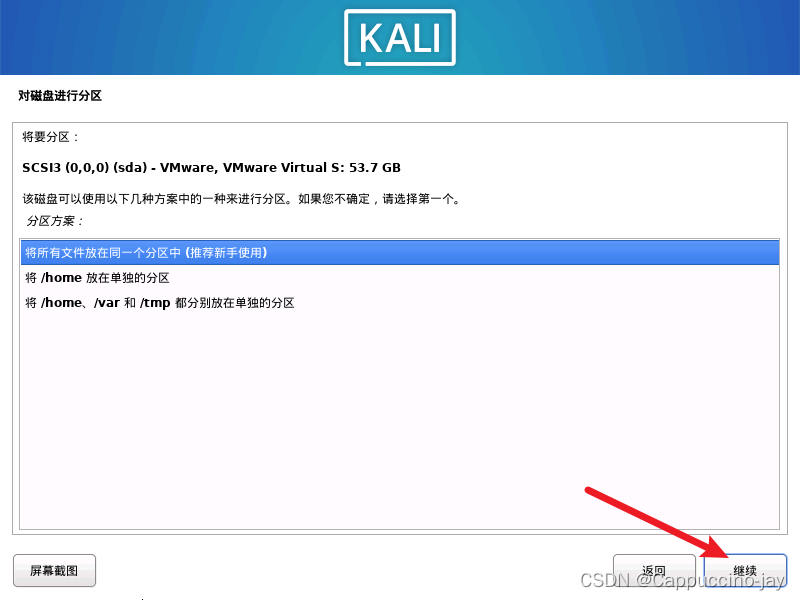 KALI
对磁盘进行分区
将要分区：
SCSI3 (0,0,0) (sda) - VMware, VMware Virtual S: 53.7 GB
该磁盘可以使用以下几种方案中的一种来进行分区。如果您不确定，请选择第一个。
分区方案：
将所有文件放在同一个分区中 (推荐新手使用)
将 /home 放在单独的分区
将 /home、/var 和 /tmp 都分别放在单独的分区
屏幕截图
返回
继续
CSDN @Cappuccino-jay